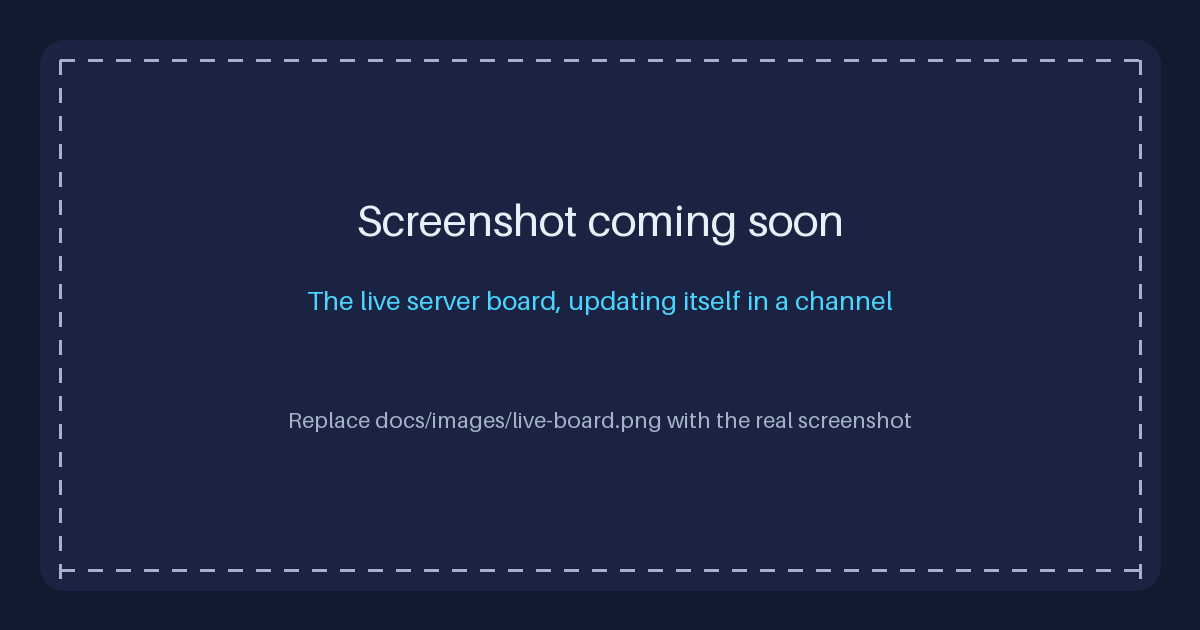 Screenshot coming soon
The live server board, updating itself in a channel
Replace docs/images/live-board.png with the real screenshot